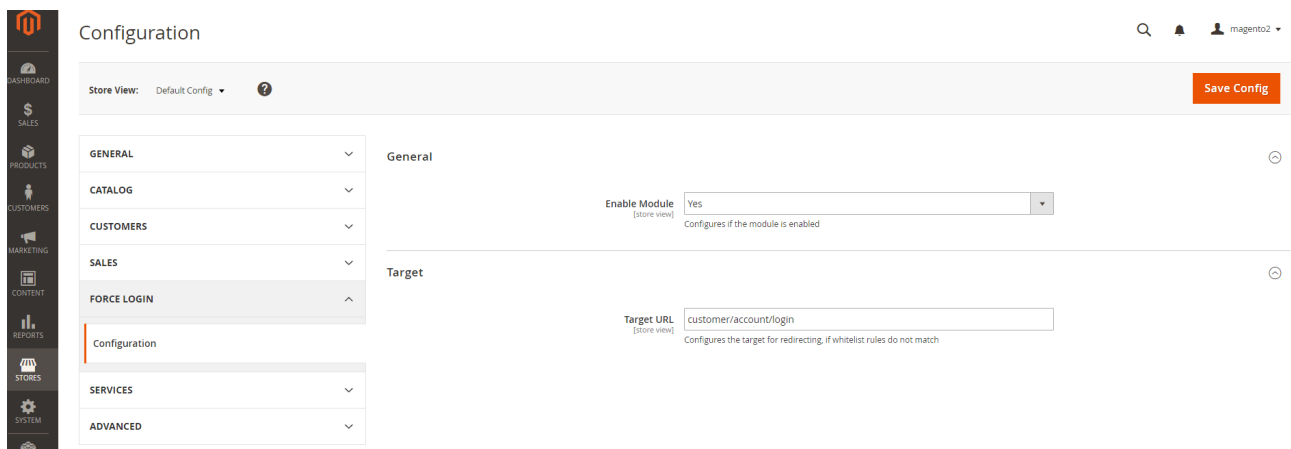 Configuration
magento2
DASHBOARD
Store View: Default Config
?
Save Config
$
SALES
PRODUCTS
CUSTOMERS
MARKETING
CONTENT
REPORTS
STORES
SYSTEM
GENERAL
CATALOG
CUSTOMERS
SALES
FORCE LOGIN
Configuration
SERVICES
ADVANCED
General
Enable Module Yes
[store view]
Configures if the module is enabled
Target
Target URL customer/account/login
[store view]
Configures the target for redirecting, if whitelist rules do not match